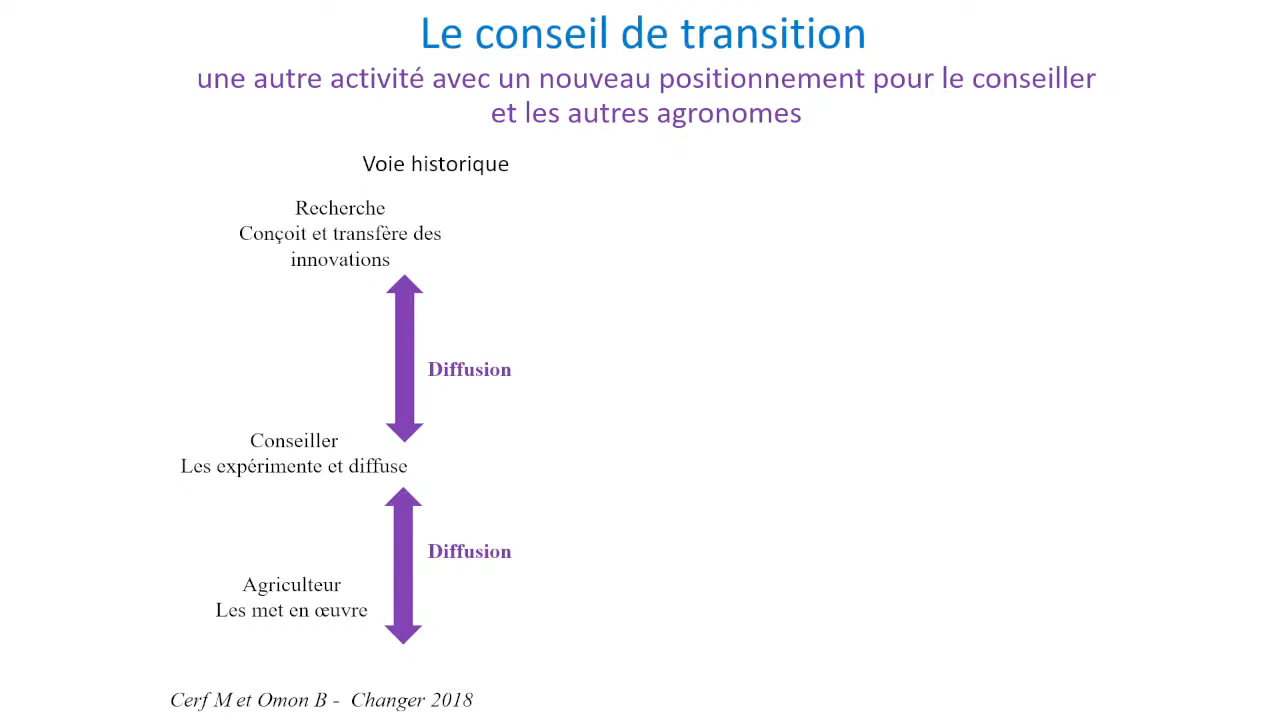 Le conseil de transition
une autre activité avec un nouveau positionnement pour le conseiller
et les autres agronomes
Voie historique
Recherche
Conçoit et transfère des
innovations
Diffusion
Conseiller
Les expérimente et diffuse
Diffusion
Agriculteur
Les met en œuvre
Cerf M et Omon B - Changer 2018